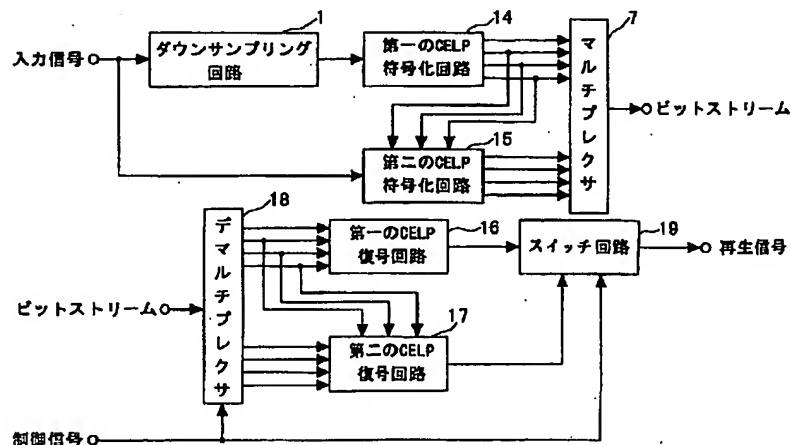 1
14
7
入力信号
ダウンサンプリング
回路
第一のCELP
符号化回路
マルチプレクサ
ビットストリーム
15
第二のCELP
符号化回路
18
16
19
デマルチプレクサ
第一のCELP
復号回路
スイッチ回路
再生信号
ビットストリーム
17
第二のCELP
復号回路
制御信号